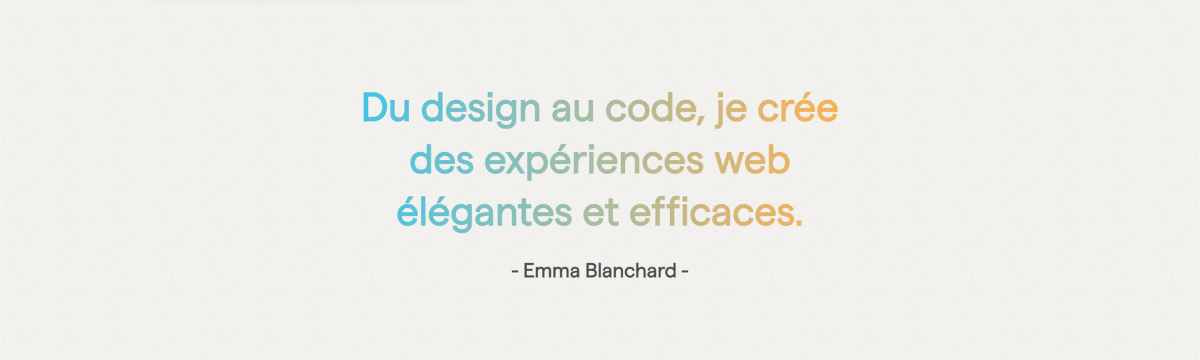 Du design au code, je crée
des expériences web
élégantes et efficaces.
- Emma Blanchard -